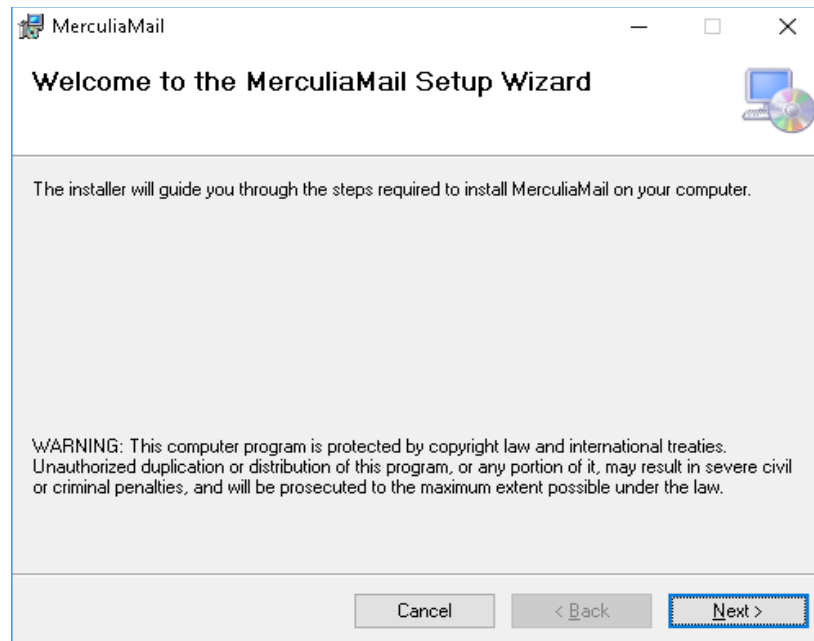 MerculiaMail
Welcome to the MerculiaMail Setup Wizard
The installer will guide you through the steps required to install MerculiaMail on your computer.
WARNING: This computer program is protected by copyright law and international treaties.
Unauthorized duplication or distribution of this program, or any portion of it, may result in severe civil
or criminal penalties, and will be prosecuted to the maximum extent possible under the law.
Cancel
< Back
Next >